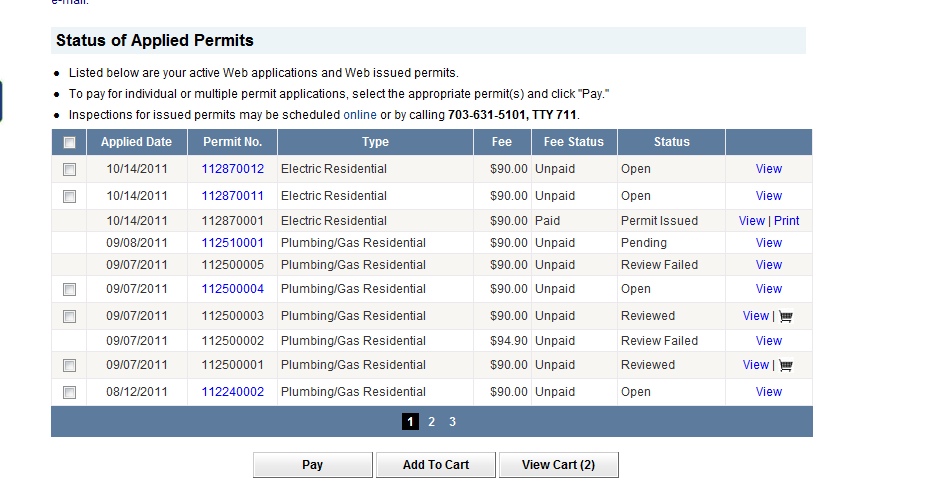 e-mail.
Status of Applied Permits
• Listed below are your active Web applications and Web issued permits.
• To pay for individual or multiple permit applications, select the appropriate permit(s) and click "Pay."
• Inspections for issued permits may be scheduled online or by calling 703-631-5101, TTY 711.
Applied Date Permit No. Type Fee Fee Status Status
10/14/2011 112870012 Electric Residential $90.00 Unpaid Open View
10/14/2011 112870011 Electric Residential $90.00 Unpaid Open View
10/14/2011 112870001 Electric Residential $90.00 Paid Permit Issued View | Print
09/08/2011 112510001 Plumbing/Gas Residential $90.00 Unpaid Pending View
09/07/2011 112500005 Plumbing/Gas Residential $90.00 Unpaid Review Failed View
09/07/2011 112500004 Plumbing/Gas Residential $90.00 Unpaid Open View
09/07/2011 112500003 Plumbing/Gas Residential $90.00 Unpaid Reviewed View |
09/07/2011 112500002 Plumbing/Gas Residential $94.90 Unpaid Review Failed View
09/07/2011 112500001 Plumbing/Gas Residential $90.00 Unpaid Reviewed View |
08/12/2011 112240002 Plumbing/Gas Residential $90.00 Unpaid Open View
1 2 3
Pay Add To Cart View Cart (2)